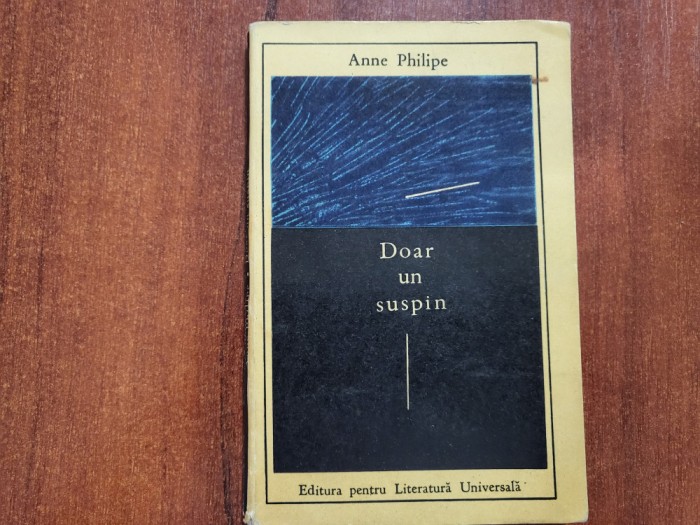 Anne Philipe
Doar
un
suspin
Editura pentru Literatură Universală